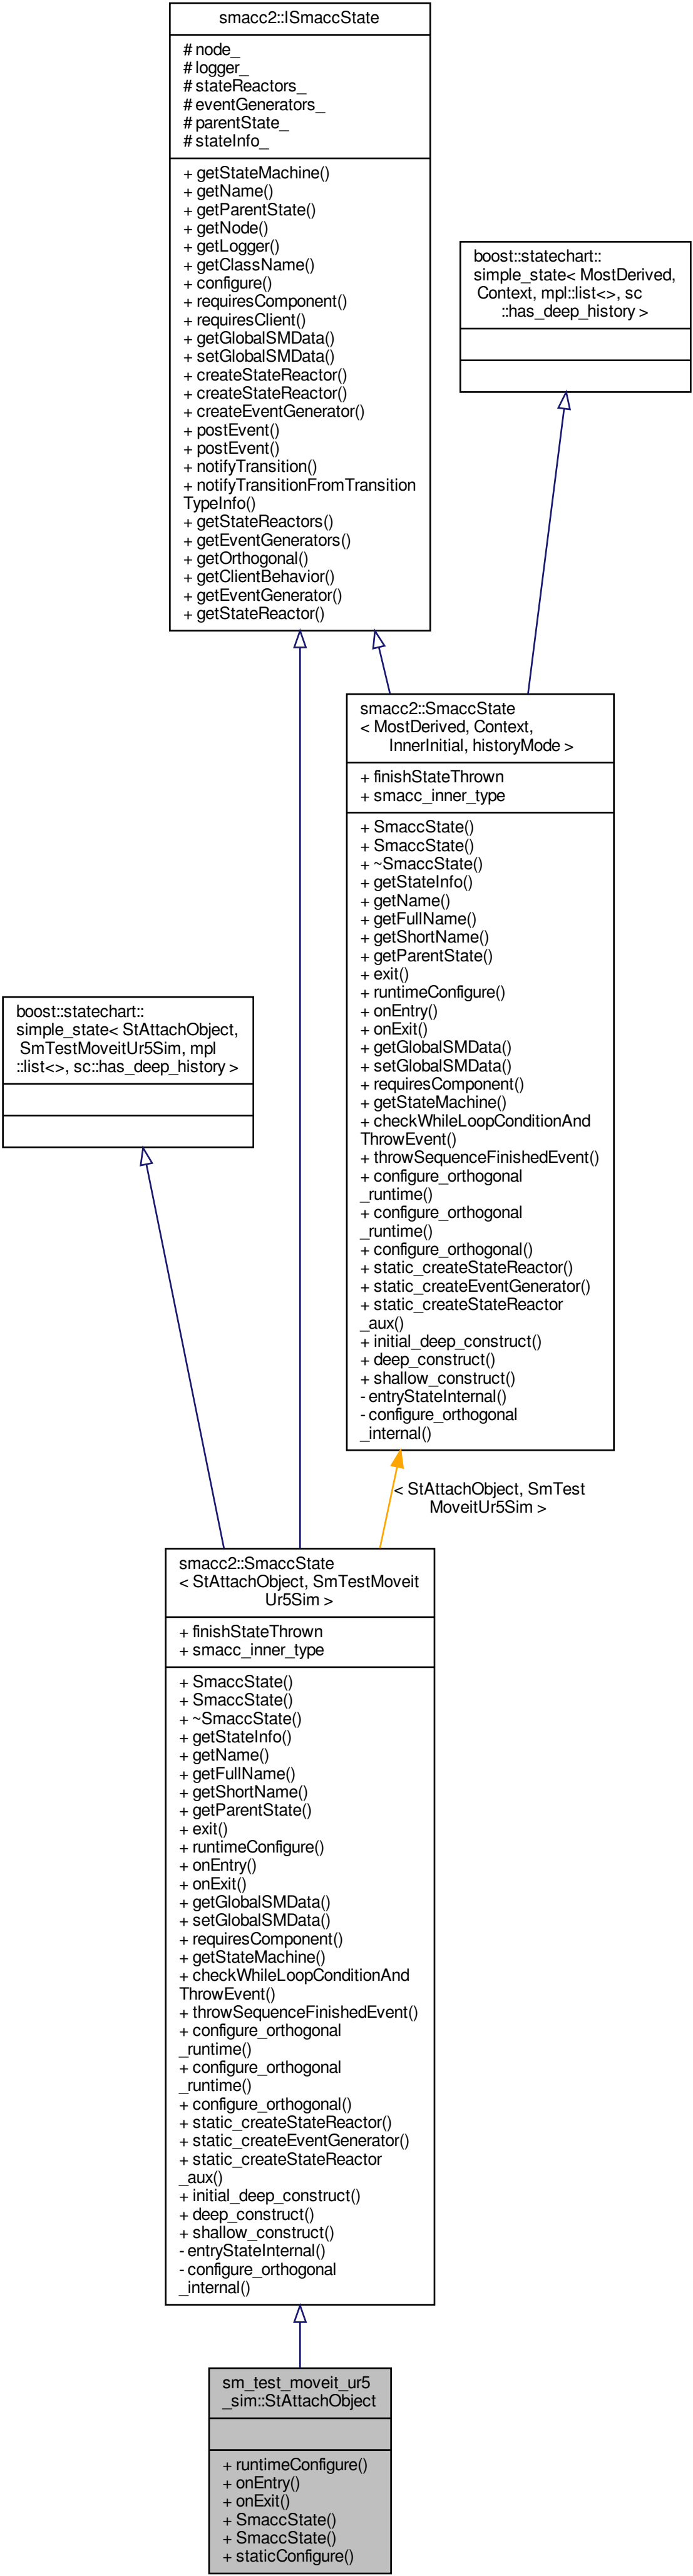 smacc2::ISmaccState
# node_
# logger_
# stateReactors_
# eventGenerators_
# parentState_
# stateInfo_
+ getStateMachine()
+ getName()
+ getParentState()
+ getNode()
+ getLogger()
+ getClassName()
+ configure()
+ requiresComponent()
+ requiresClient()
+ getGlobalSMData()
+ setGlobalSMData()
+ createStateReactor()
+ createStateReactor()
+ createEventGenerator()
+ postEvent()
+ postEvent()
+ notifyTransition()
+ notifyTransitionFromTransition
TypeInfo()
+ getStateReactors()
+ getEventGenerators()
+ getOrthogonal()
+ getClientBehavior()
+ getEventGenerator()
+ getStateReactor()
boost::statechart::
simple_state< MostDerived,
Context, mpl::list<>, sc
::has_deep_history >
smacc2::SmaccState
< MostDerived, Context,
InnerInitial, historyMode >
+ finishStateThrown
+ smacc_inner_type
+ SmaccState()
+ SmaccState()
+ ~SmaccState()
+ getStateInfo()
+ getName()
+ getFullName()
+ getShortName()
+ getParentState()
+ exit()
+ runtimeConfigure()
+ onEntry()
+ onExit()
+ getGlobalSMData()
+ setGlobalSMData()
+ requiresComponent()
+ getStateMachine()
+ checkWhileLoopConditionAnd
ThrowEvent()
+ throwSequenceFinishedEvent()
+ configure_orthogonal
_runtime()
+ configure_orthogonal
_runtime()
+ configure_orthogonal()
+ static_createStateReactor()
+ static_createEventGenerator()
+ static_createStateReactor
_aux()
+ initial_deep_construct()
+ deep_construct()
+ shallow_construct()
- entryStateInternal()
- configure_orthogonal
_internal()
boost::statechart::
simple_state< StAttachObject,
SmTestMoveitUr5Sim, mpl
::list<>, sc::has_deep_history >
< StAttachObject, SmTest
MoveitUr5Sim >
smacc2::SmaccState
< StAttachObject, SmTestMoveit
Ur5Sim >
+ finishStateThrown
+ smacc_inner_type
+ SmaccState()
+ SmaccState()
+ ~SmaccState()
+ getStateInfo()
+ getName()
+ getFullName()
+ getShortName()
+ getParentState()
+ exit()
+ runtimeConfigure()
+ onEntry()
+ onExit()
+ getGlobalSMData()
+ setGlobalSMData()
+ requiresComponent()
+ getStateMachine()
+ checkWhileLoopConditionAnd
ThrowEvent()
+ throwSequenceFinishedEvent()
+ configure_orthogonal
_runtime()
+ configure_orthogonal
_runtime()
+ configure_orthogonal()
+ static_createStateReactor()
+ static_createEventGenerator()
+ static_createStateReactor
_aux()
+ initial_deep_construct()
+ deep_construct()
+ shallow_construct()
- entryStateInternal()
- configure_orthogonal
_internal()
sm_test_moveit_ur5
_sim::StAttachObject
+ runtimeConfigure()
+ onEntry()
+ onExit()
+ SmaccState()
+ SmaccState()
+ staticConfigure()